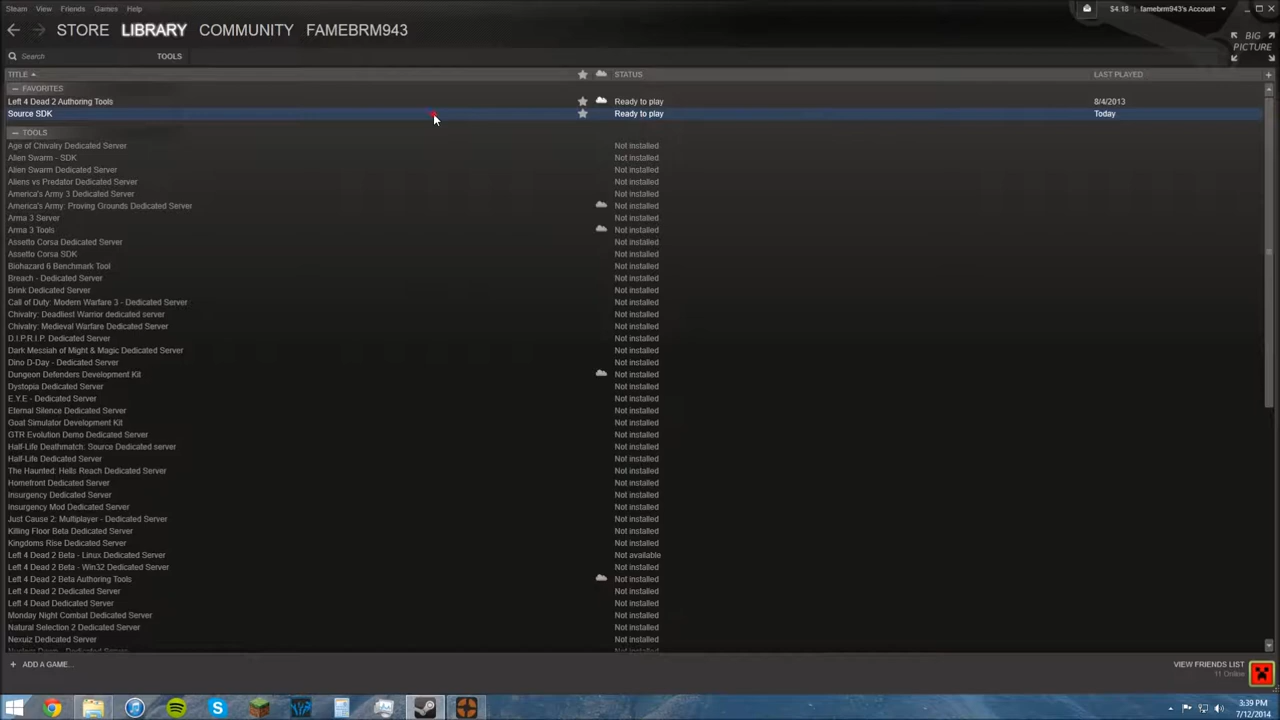 Steam View Friends Games Help
$4.18 famebrm943's Account
STORE LIBRARY COMMUNITY FAMEBRM943
BIG PICTURE
Search TOOLS
TITLE STATUS LAST PLAYED
FAVORITES
Left 4 Dead 2 Authoring Tools Ready to play 8/4/2013
Source SDK Ready to play Today
TOOLS
Age of Chivalry Dedicated Server Not installed
Alien Swarm - SDK Not installed
Alien Swarm Dedicated Server Not installed
Aliens vs Predator Dedicated Server Not installed
America's Army 3 Dedicated Server Not installed
America's Army: Proving Grounds Dedicated Server Not installed
Arma 3 Server Not installed
Arma 3 Tools Not installed
Assetto Corsa Dedicated Server Not installed
Assetto Corsa SDK Not installed
Biohazard 6 Benchmark Tool Not installed
Breach - Dedicated Server Not installed
Brink Dedicated Server Not installed
Call of Duty: Modern Warfare 3 - Dedicated Server Not installed
Chivalry: Deadliest Warrior dedicated server Not installed
Chivalry: Medieval Warfare Dedicated Server Not installed
D.I.P.R.I.P. Dedicated Server Not installed
Dark Messiah of Might & Magic Dedicated Server Not installed
Dino D-Day - Dedicated Server Not installed
Dungeon Defenders Development Kit Not installed
Dystopia Dedicated Server Not installed
E.Y.E - Dedicated Server Not installed
Eternal Silence Dedicated Server Not installed
Goat Simulator Development Kit Not installed
GTR Evolution Demo Dedicated Server Not installed
Half-Life Deathmatch: Source Dedicated server Not installed
Half-Life Dedicated Server Not installed
The Haunted: Hells Reach Dedicated Server Not installed
Homefront Dedicated Server Not installed
Insurgency Dedicated Server Not installed
Insurgency Mod Dedicated Server Not installed
Just Cause 2: Multiplayer - Dedicated Server Not installed
Killing Floor Beta Dedicated Server Not installed
Kingdoms Rise Dedicated Server Not installed
Left 4 Dead 2 Beta - Linux Dedicated Server Not available
Left 4 Dead 2 Beta - Win32 Dedicated Server Not installed
Left 4 Dead 2 Beta Authoring Tools Not installed
Left 4 Dead 2 Dedicated Server Not installed
Left 4 Dead Dedicated Server Not installed
Monday Night Combat Dedicated Server Not installed
Natural Selection 2 Dedicated Server Not installed
Nexuiz Dedicated Server Not installed
ADD A GAME...
VIEW FRIENDS LIST
11 Online
3:39 PM
7/12/2014